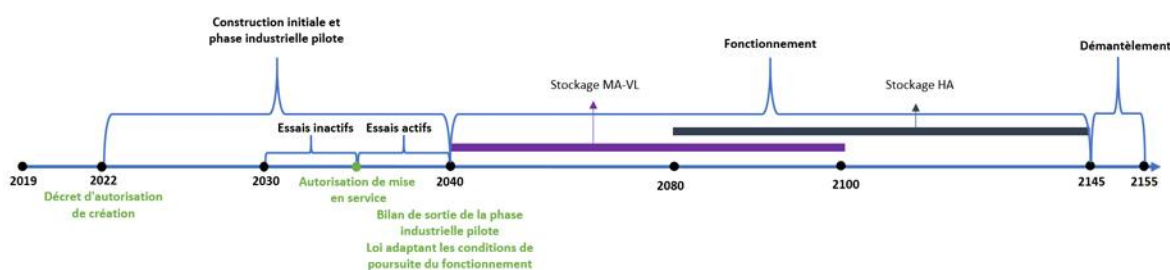 Construction initiale et
phase industrielle pilote
Fonctionnement
Démantèlement
Stockage MA-VL
Stockage HA
Essais inactifs
Essais actifs
2019
2022
2030
2040
2080
2100
2145
2155
Décret d'autorisation
de création
Autorisation de mise
en service
Bilan de sortie de la phase
industrielle pilote
Loi adaptant les conditions de
poursuite du fonctionnement